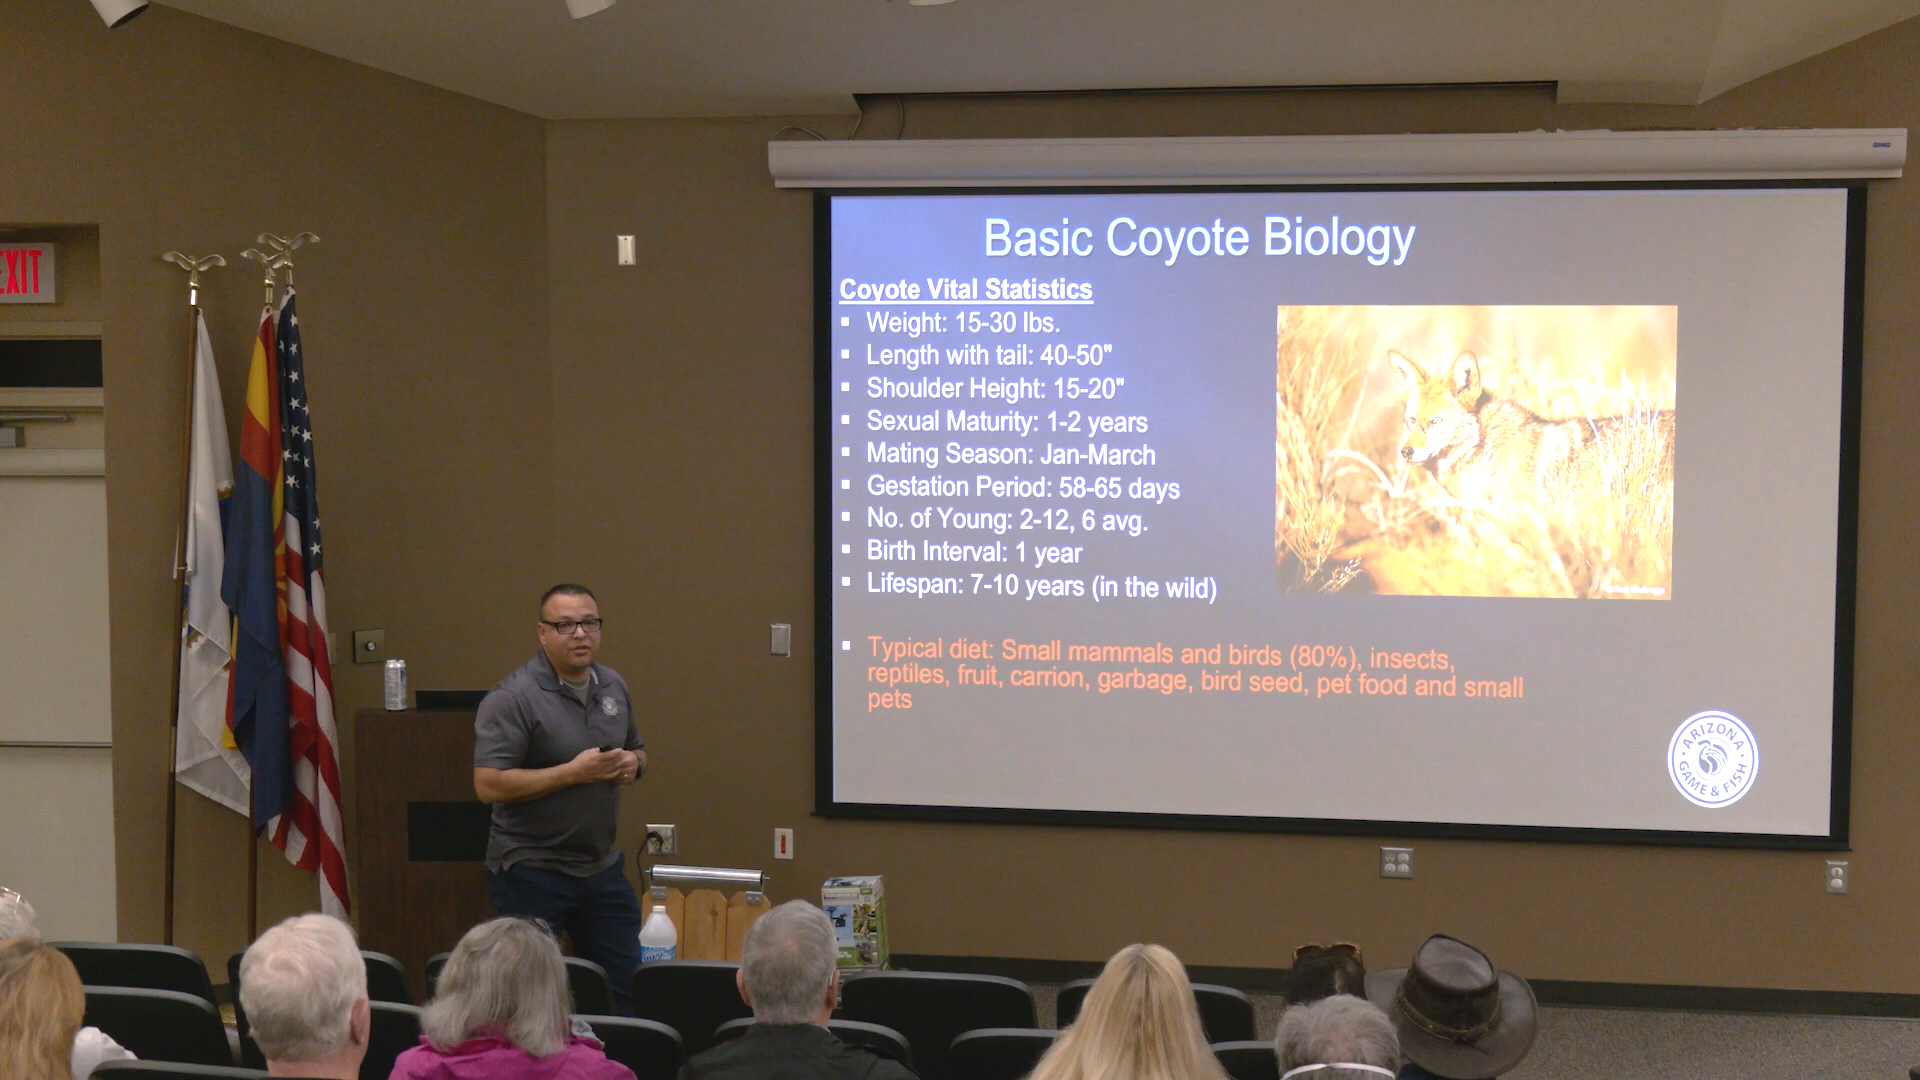 EXIT
Basic Coyote Biology
Coyote Vital Statistics
▪ Weight: 15-30 lbs.
▪ Length with tail: 40-50"
▪ Shoulder Height: 15-20"
▪ Sexual Maturity: 1-2 years
▪ Mating Season: Jan-March
▪ Gestation Period: 58-65 days
▪ No. of Young: 2-12, 6 avg.
▪ Birth Interval: 1 year
▪ Lifespan: 7-10 years (in the wild)
▪ Typical diet: Small mammals and birds (80%), insects,
reptiles, fruit, carrion, garbage, bird seed, pet food and small
pets
ARIZONA
GAME & FISH